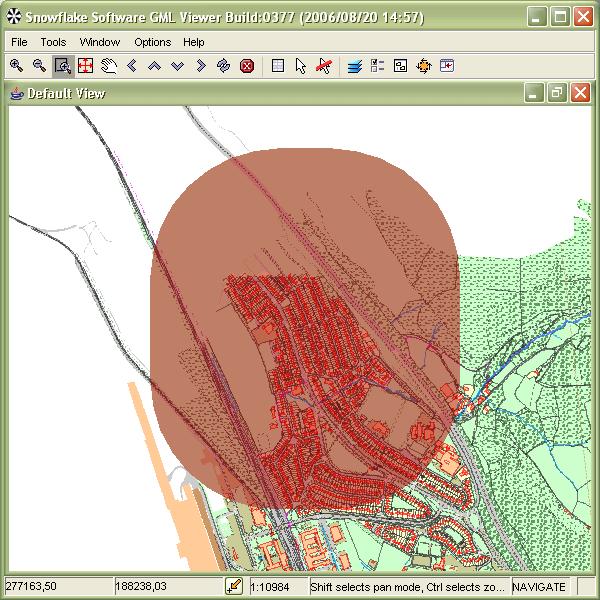 Snowflake Software GML Viewer Build:0377 (2006/08/20 14:57)
File Tools Window Options Help
Default View
277163,50 188238,03 1:10984 Shift selects pan mode, Ctrl selects zo... NAVIGATE